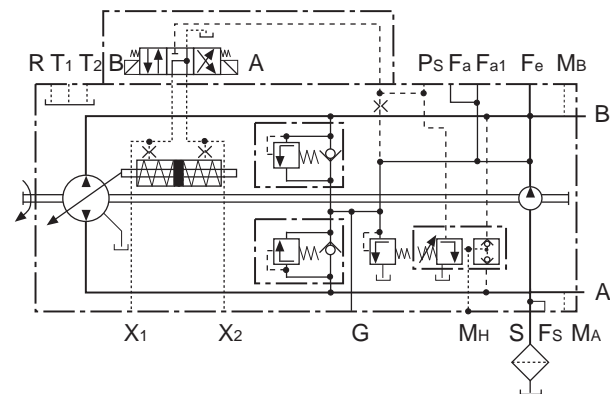 R T1 T2 B A PS Fa Fa1 Fe MB
B
A
X1 X2 G MH S FS MA